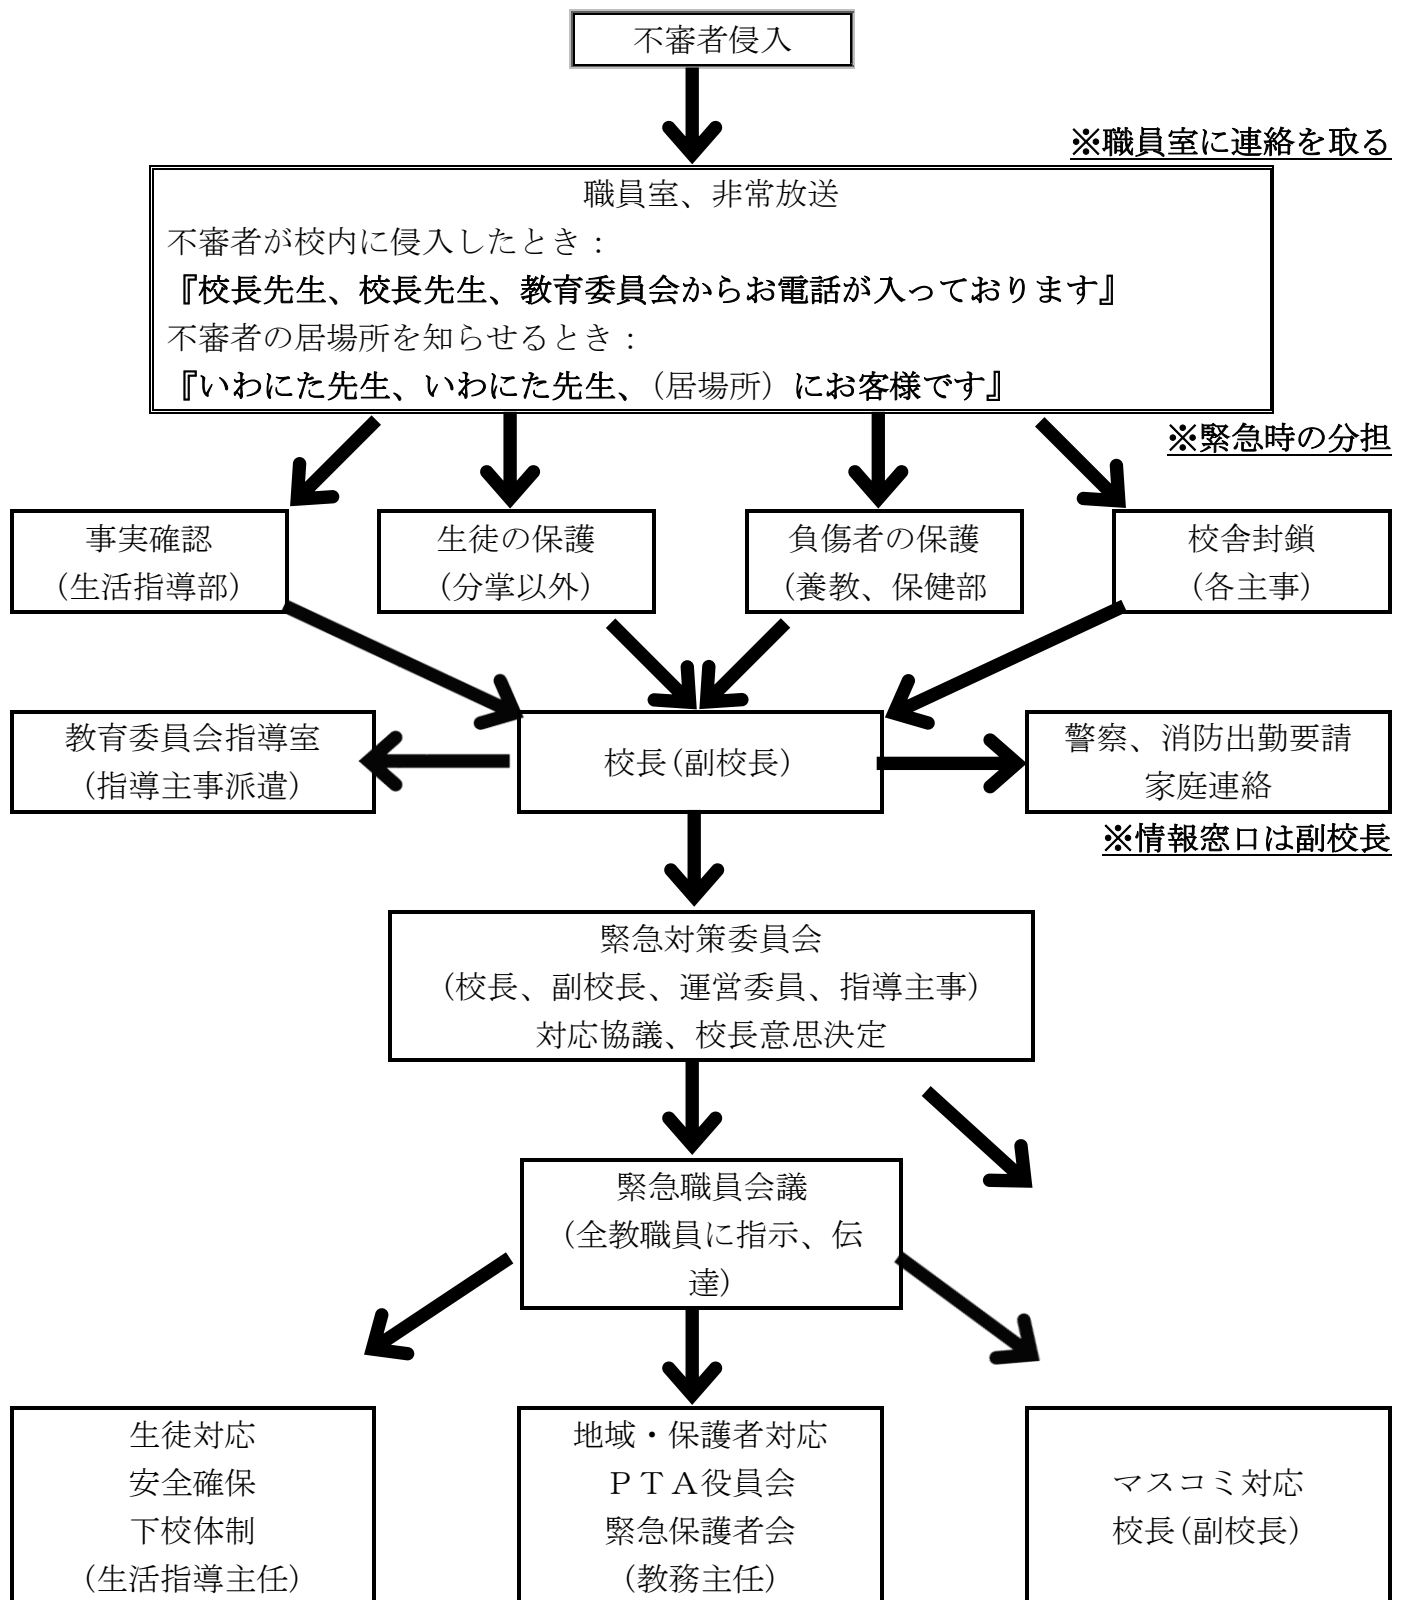 不審者侵入
※職員室に連絡を取る
職員室、非常放送
不審者が校内に侵入したとき：
『校長先生、校長先生、教育委員会からお電話が入っております』
不審者の居場所を知らせるとき：
『いわにた先生、いわにた先生、（居場所）にお客様です』
※緊急時の分担
事実確認
（生活指導部）
生徒の保護
（分掌以外）
負傷者の保護
（養教、保健部
校舎封鎖
（各主事）
教育委員会指導室
（指導主事派遣）
校長(副校長）
警察、消防出勤要請
家庭連絡
※情報窓口は副校長
緊急対策委員会
（校長、副校長、運営委員、指導主事）
対応協議、校長意思決定
緊急職員会議
（全教職員に指示、伝
達）
生徒対応
安全確保
下校体制
（生活指導主任）
地域・保護者対応
ＰＴＡ役員会
緊急保護者会
（教務主任）
マスコミ対応
校長(副校長）